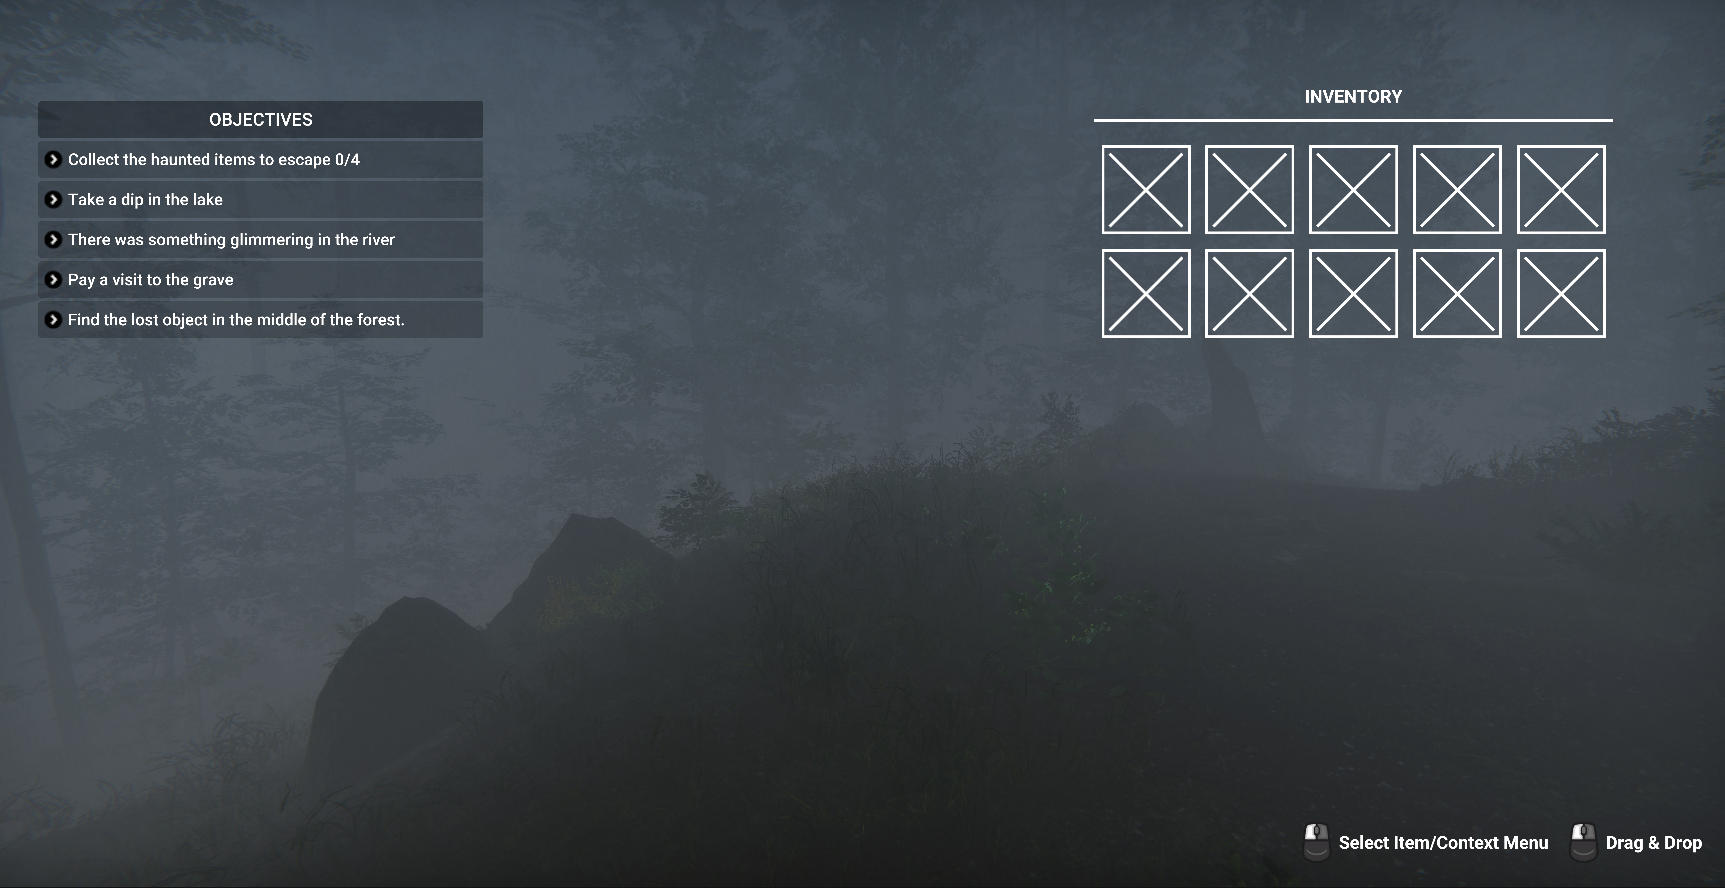 OBJECTIVES
Collect the haunted items to escape 0/4
Take a dip in the lake
There was something glimmering in the river
Pay a visit to the grave
Find the lost object in the middle of the forest.
INVENTORY
Select Item/Context Menu
Drag & Drop